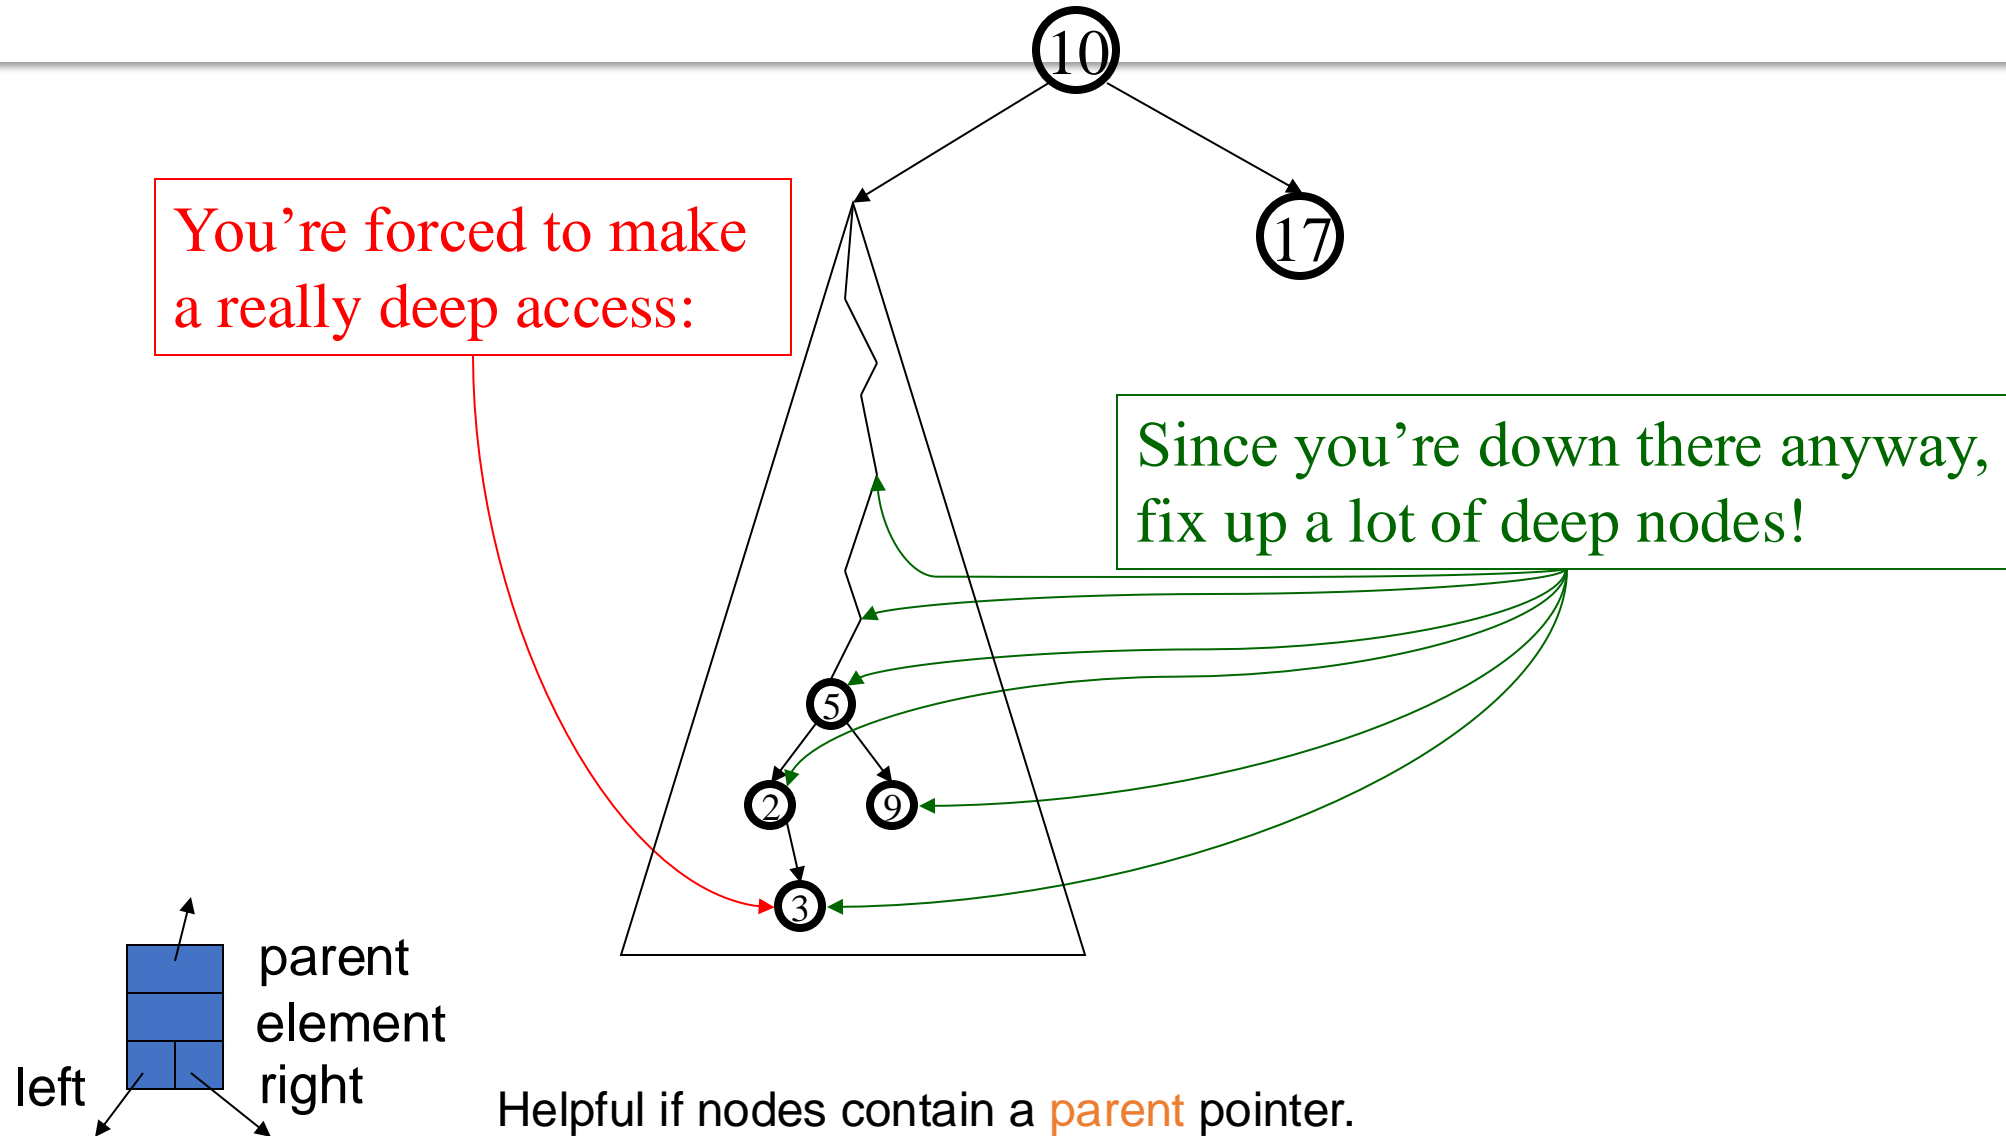 10
17
You’re forced to make
a really deep access:
Since you’re down there anyway,
fix up a lot of deep nodes!
5
2
9
3
parent
element
left
right
Helpful if nodes contain a parent pointer.